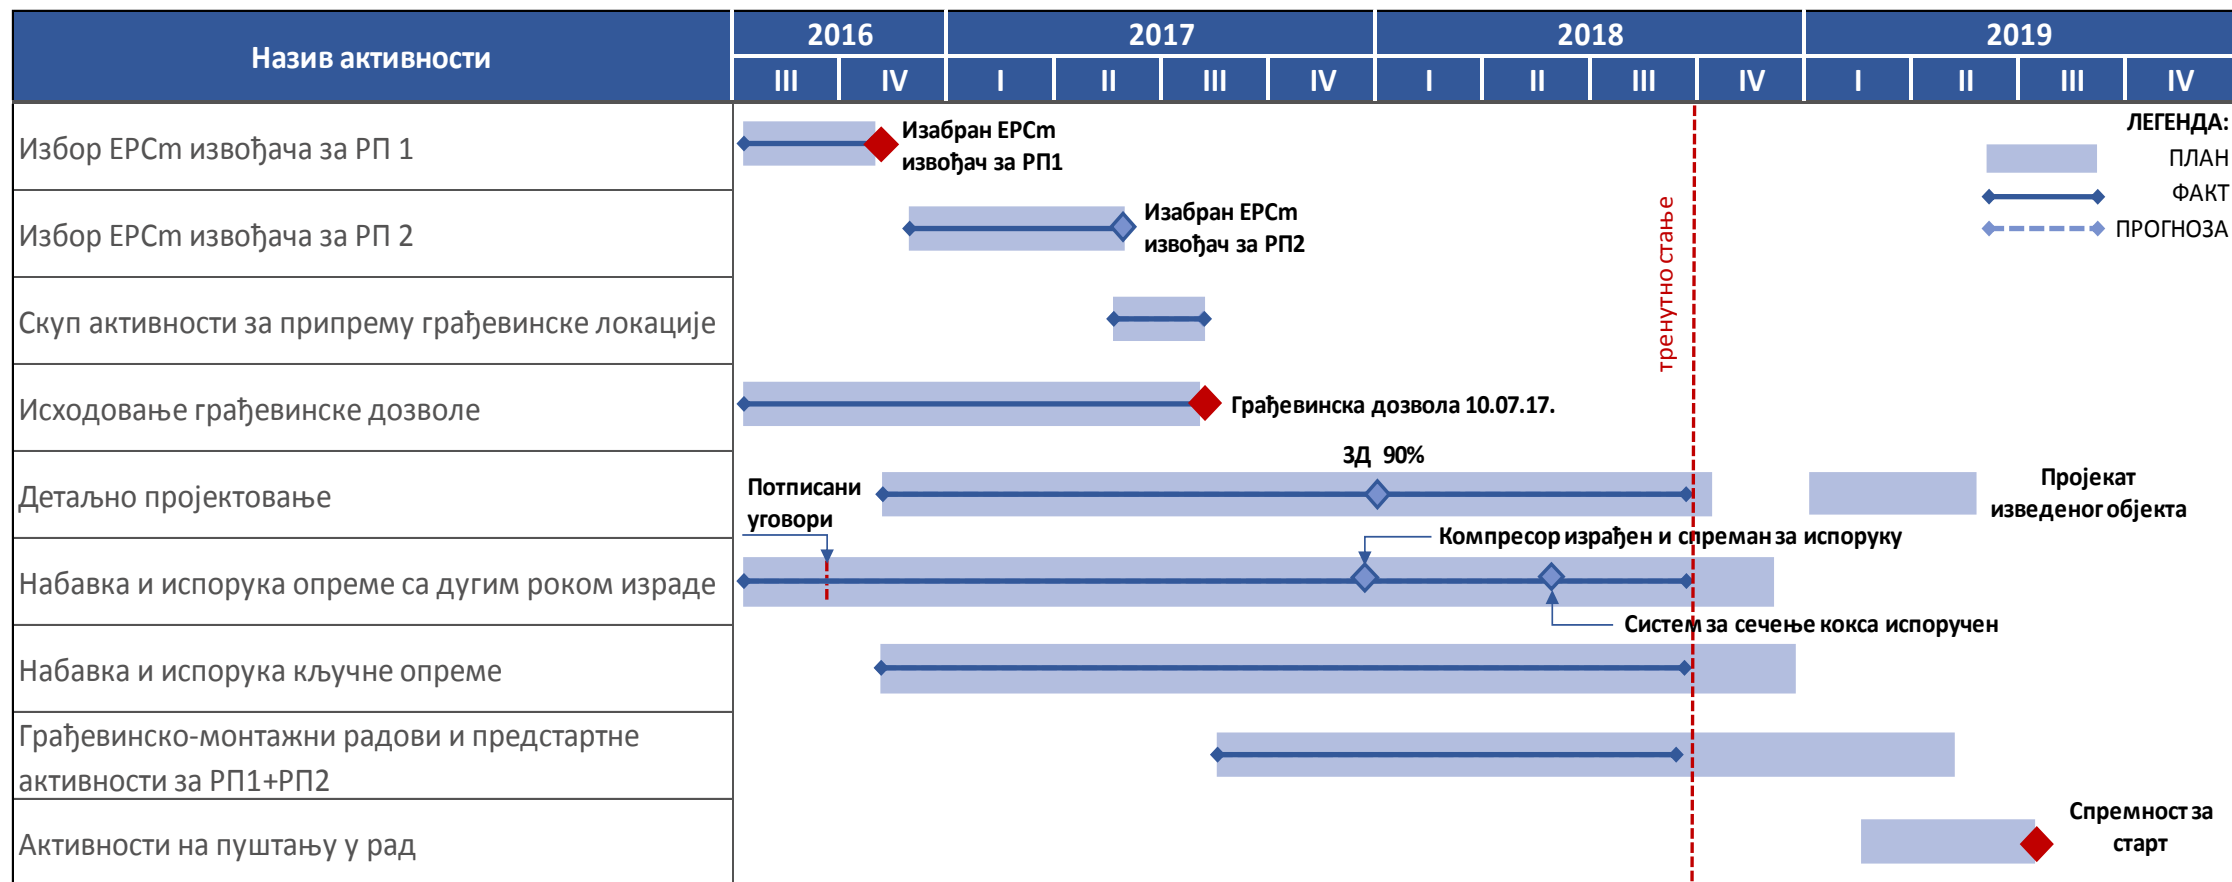 Назив активности
2016
2017
2018
2019
III
IV
I
II
III
IV
I
II
III
IV
I
II
III
IV
ЛЕГЕНДА:
ПЛАН
ФАКТ
ПРОГНОЗА
тренутно стање
Избор EPCm извођача за РП 1
Изабран EPCm
извођач за РП1
Избор EPCm извођача за РП 2
Изабран EPCm
извођач за РП2
Скуп активности за припрему грађевинске локације
Исходовање грађевинске дозволе
Грађевинска дозвола 10.07.17.
Детаљно пројектовање
ЗД 90%
Пројекат
изведеног објекта
Потписани
уговори
Набавка и испорука опреме са дугим роком израде
Компресор израђен и спреман за испоруку
Систем за сечење кокса испоручен
Набавка и испорука кључне опреме
Грађевинско-монтажни радови и предстартне
активности за РП1+РП2
Активности на пуштању у рад
Спремност за
старт